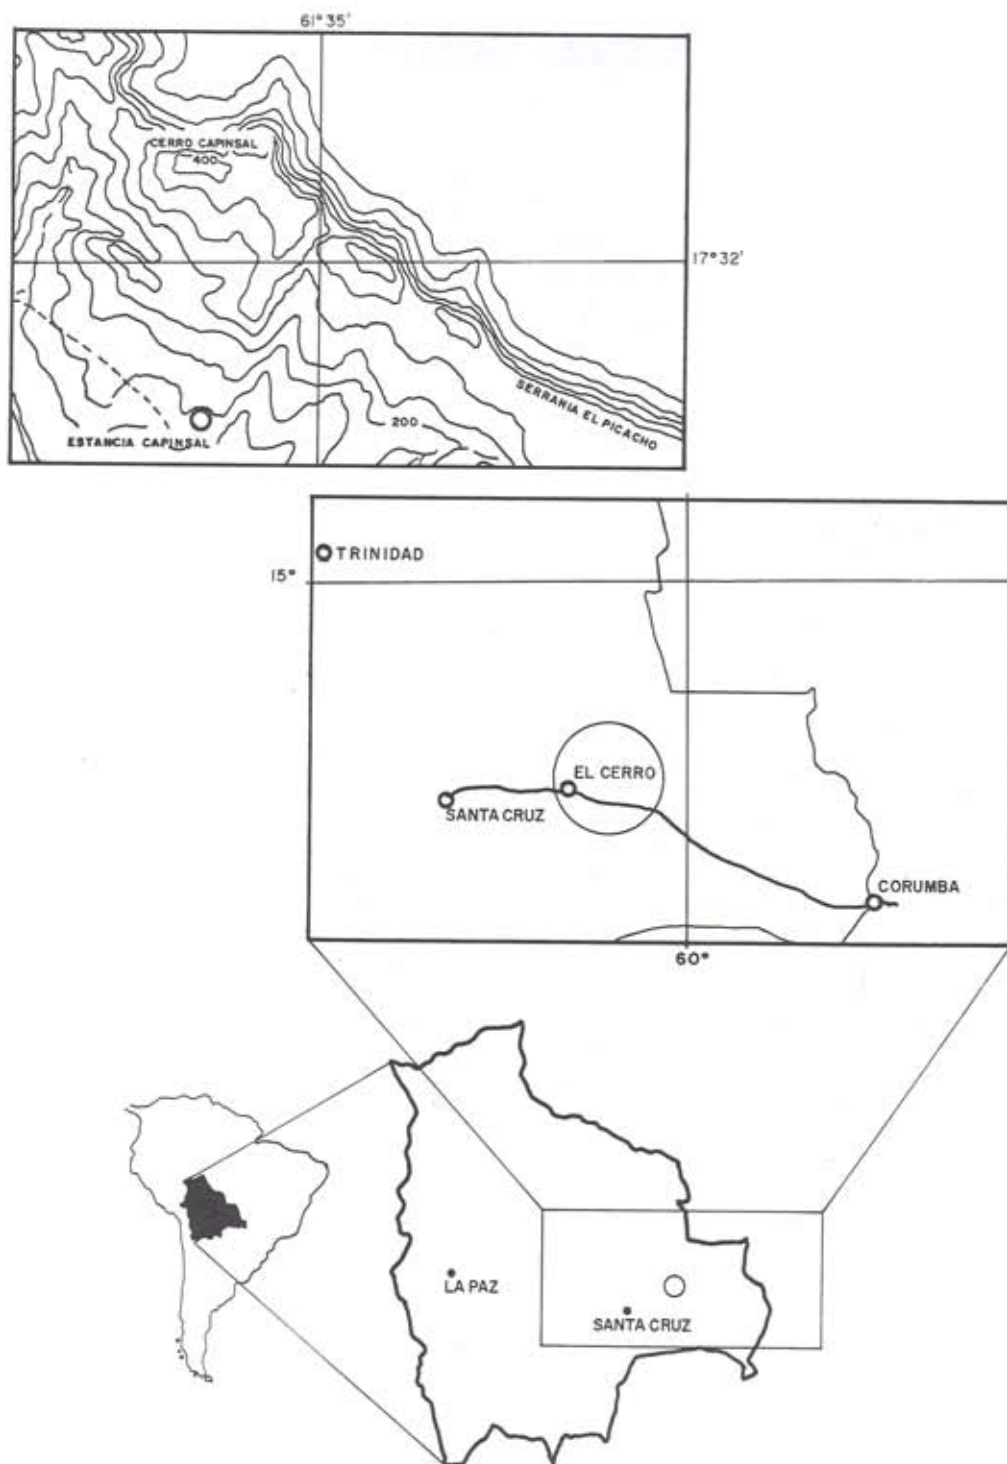 61°35'
CERRO CAPINSAL
400
17°32'
SERRANIA EL PICACHO
200
ESTANCIA CAPINSAL
TRINIDAD
15°
EL CERRO
SANTA CRUZ
CORUMBA
60°
LA PAZ
SANTA CRUZ